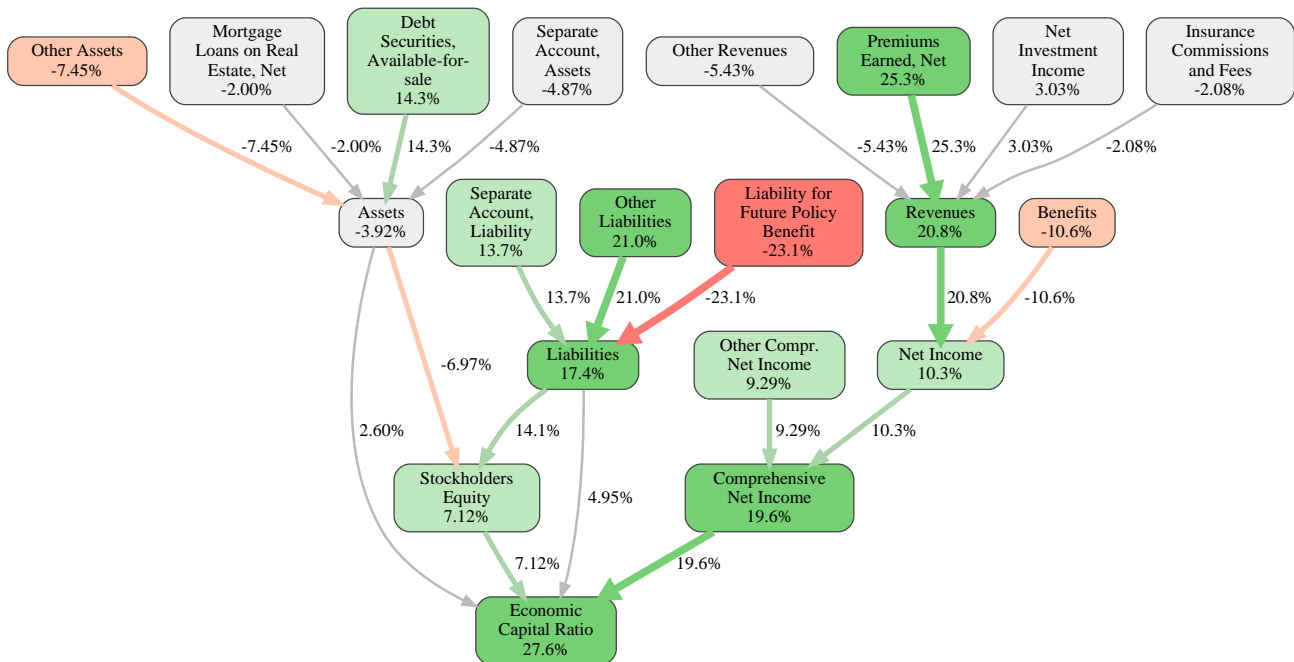 Other Assets
-7.45%
Mortgage
Loans on Real
Estate, Net
-2.00%
Debt
Securities,
Available-for-
sale
14.3%
Separate
Account,
Assets
-4.87%
Other Revenues
-5.43%
Premiums
Earned, Net
25.3%
Net
Investment
Income
3.03%
Insurance
Commissions
and Fees
-2.08%
-7.45%
-2.00%
14.3%
-4.87%
-5.43%
25.3%
3.03%
-2.08%
Assets
-3.92%
Separate
Account,
Liability
13.7%
Other
Liabilities
21.0%
Liability for
Future Policy
Benefit
-23.1%
Revenues
20.8%
Benefits
-10.6%
13.7%
21.0%
-23.1%
20.8%
-10.6%
Liabilities
17.4%
Other Compr.
Net Income
9.29%
Net Income
10.3%
-6.97%
2.60%
14.1%
4.95%
9.29%
10.3%
Stockholders
Equity
7.12%
Comprehensive
Net Income
19.6%
7.12%
19.6%
Economic
Capital Ratio
27.6%